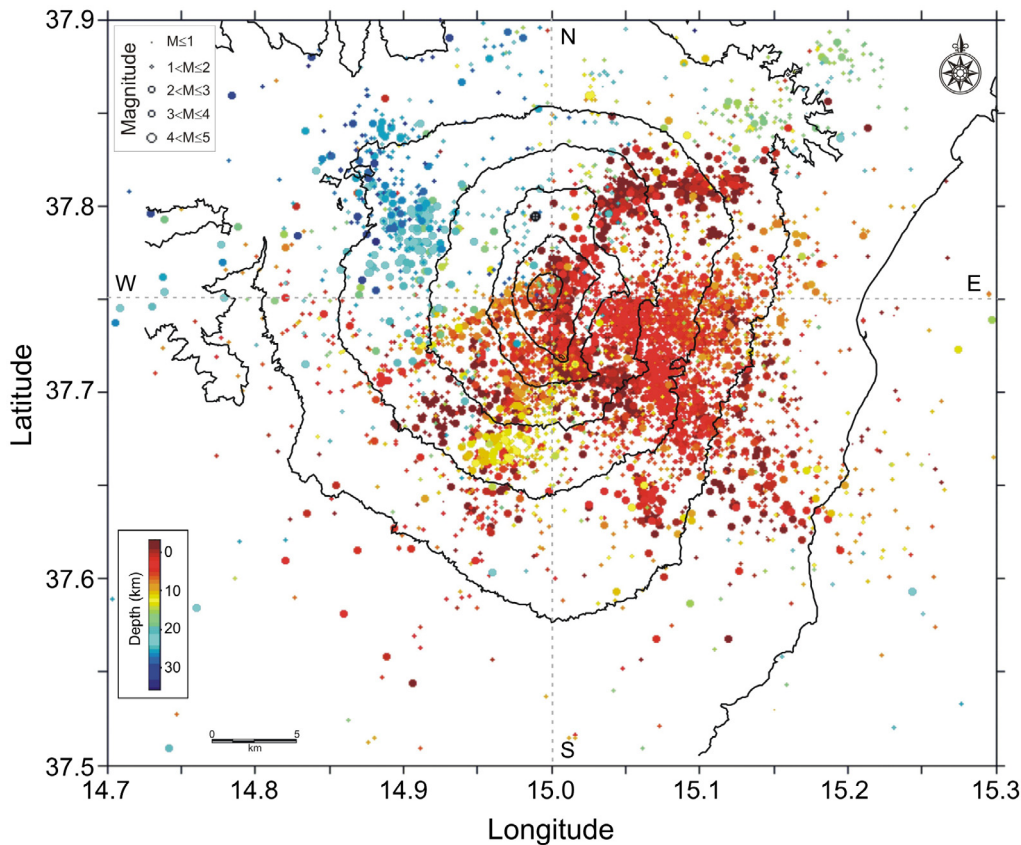 37.9
37.8
37.7
37.6
37.5
Latitude
Magnitude
M≤1
1<M≤2
2<M≤3
3<M≤4
4<M≤5
N
W
E
S
Depth (km)
0
10
20
30
0
5
km
14.7
14.8
14.9
15.0
15.1
15.2
15.3
Longitude